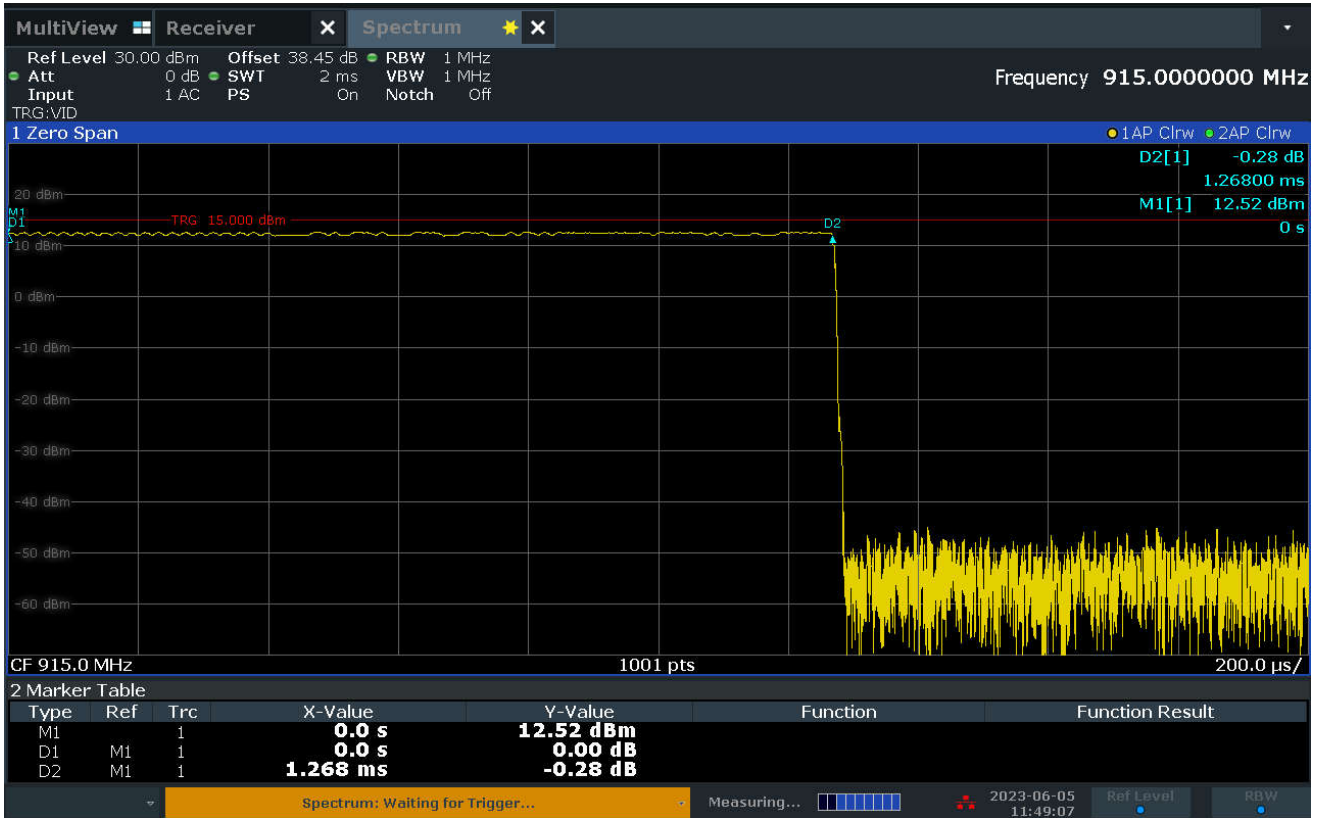 MultiView Receiver X Spectrum X
Ref Level 30.00 dBm Offset 38.45 dB RBW 1 MHz
Att 0 dB SWT 2 ms VBW 1 MHz
Frequency 915.0000000 MHz
Input 1 AC PS On Notch Off
TRG:VID
1 Zero Span 1AP Clrw 2AP Clrw
D2[1] -0.28 dB
1.26800 ms
20 dBm
M1[1] 12.52 dBm
M1
D1
TRG 15.000 dBm
D2
0 s
10 dBm
0 dBm
-10 dBm
-20 dBm
-30 dBm
-40 dBm
-50 dBm
-60 dBm
CF 915.0 MHz 1001 pts 200.0 µs/
2 Marker Table
Type Ref Trc X-Value Y-Value Function Function Result
M1 1 0.0 s 12.52 dBm
D1 M1 1 0.0 s 0.00 dB
D2 M1 1 1.268 ms -0.28 dB
Spectrum: Waiting for Trigger... Measuring... 2023-06-05 Ref Level RBW
11:49:07